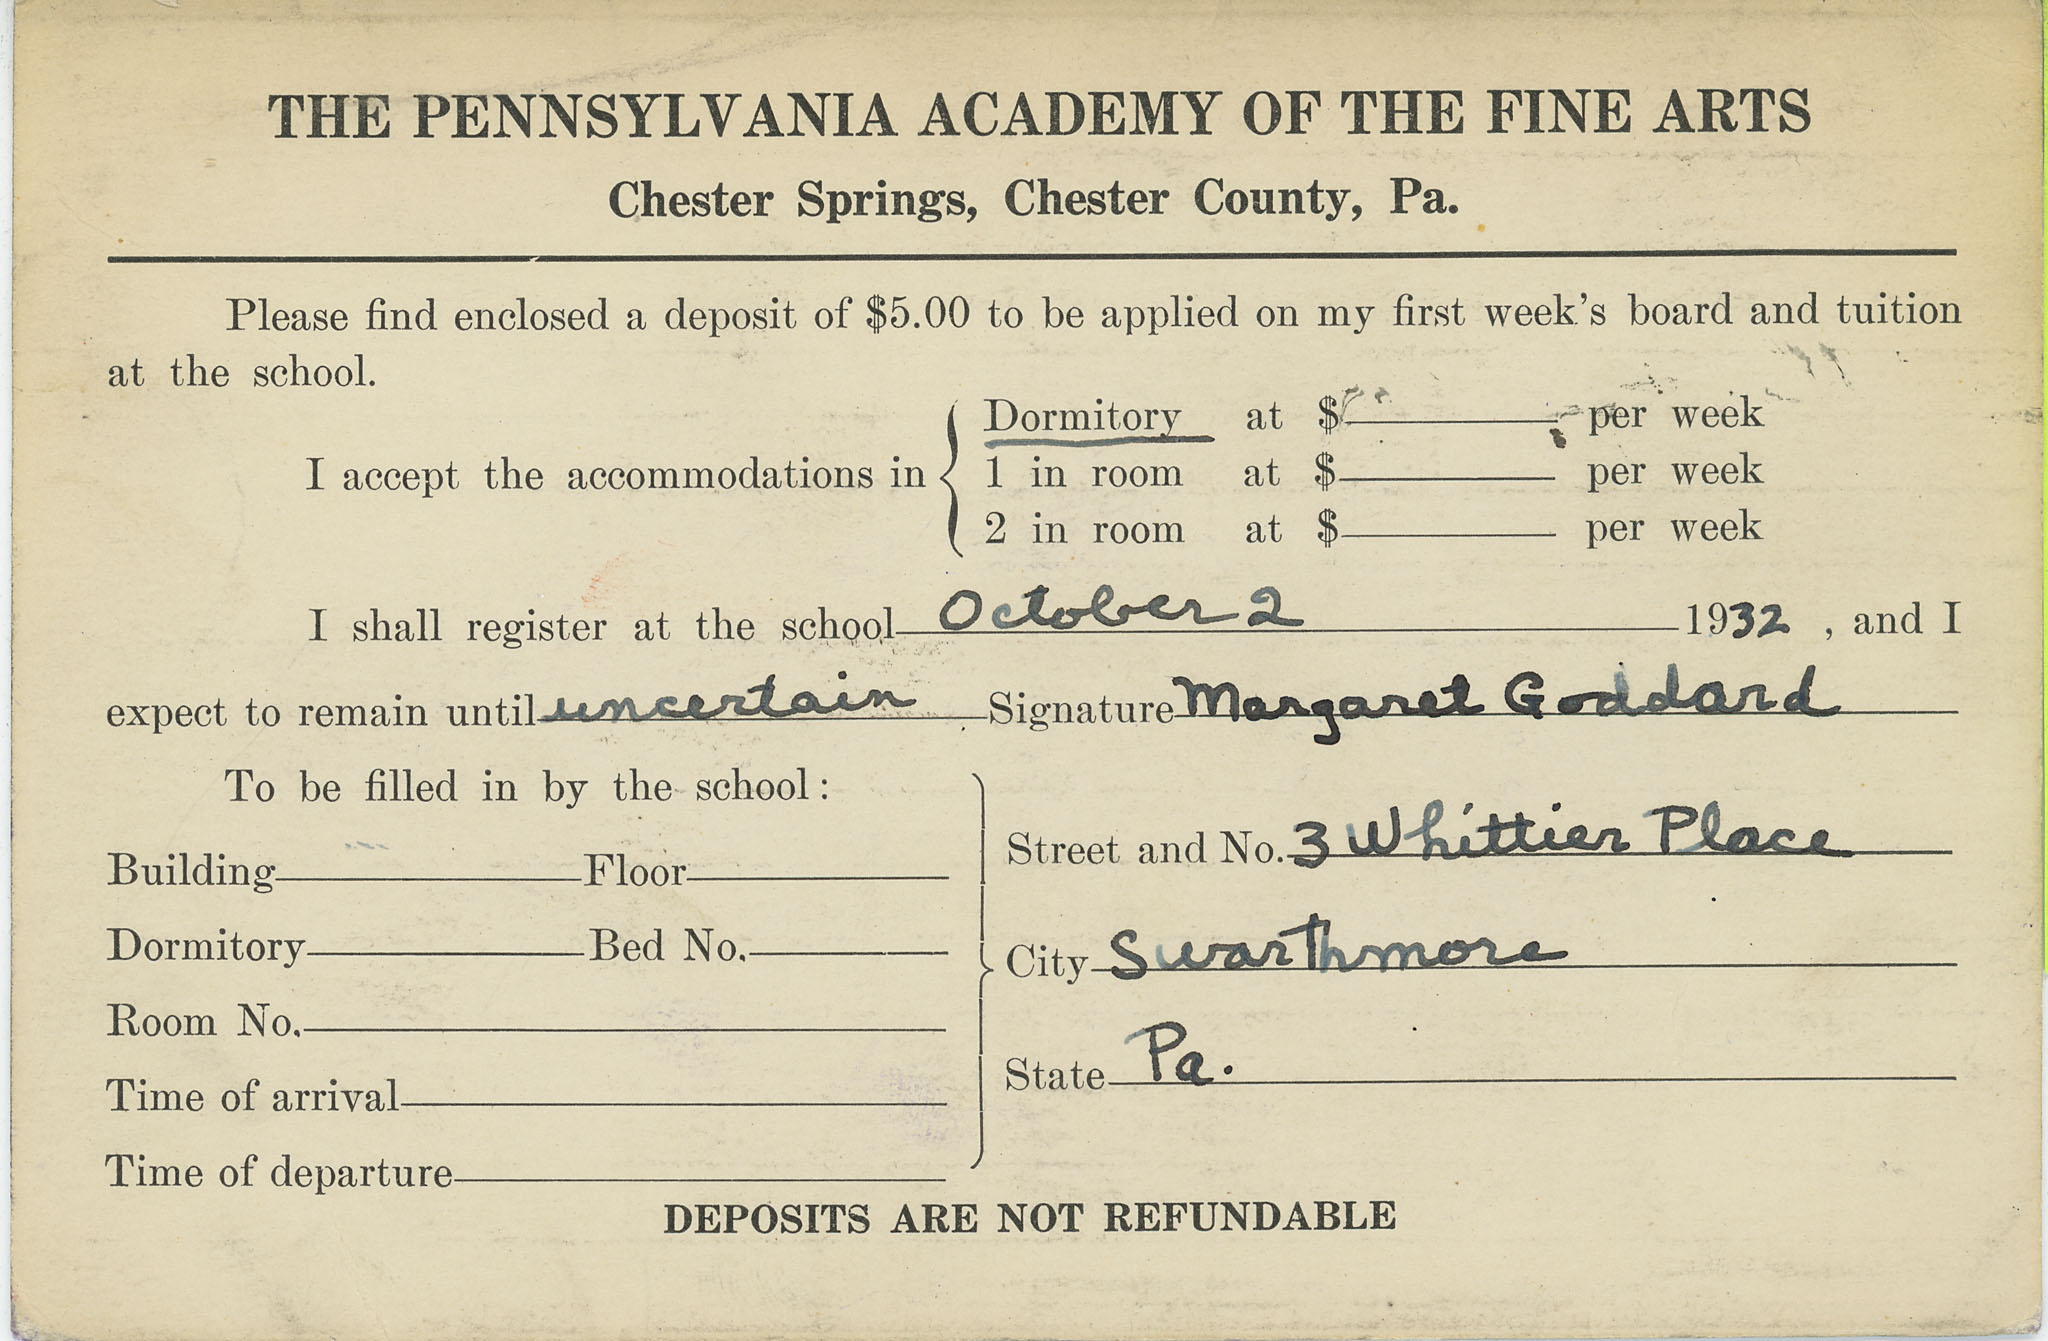 THE PENNSYLVANIA ACADEMY OF THE FINE ARTS
Chester Springs, Chester County, Pa.
Please find enclosed a deposit of $5.00 to be applied on my first week's board and tuition
at the school.
Dormitory at $ per week
I accept the accommodations in 1 in room at $ per week
2 in room at $ per week
I shall register at the school October 2 1932, and I
expect to remain until uncertain Signature Margaret Goddard
To be filled in by the school:
Building Floor
Dormitory Bed No.
Room No.
Time of arrival
Time of departure
Street and No. 3 Whittier Place
City Swarthmore
State Pa.
DEPOSITS ARE NOT REFUNDABLE